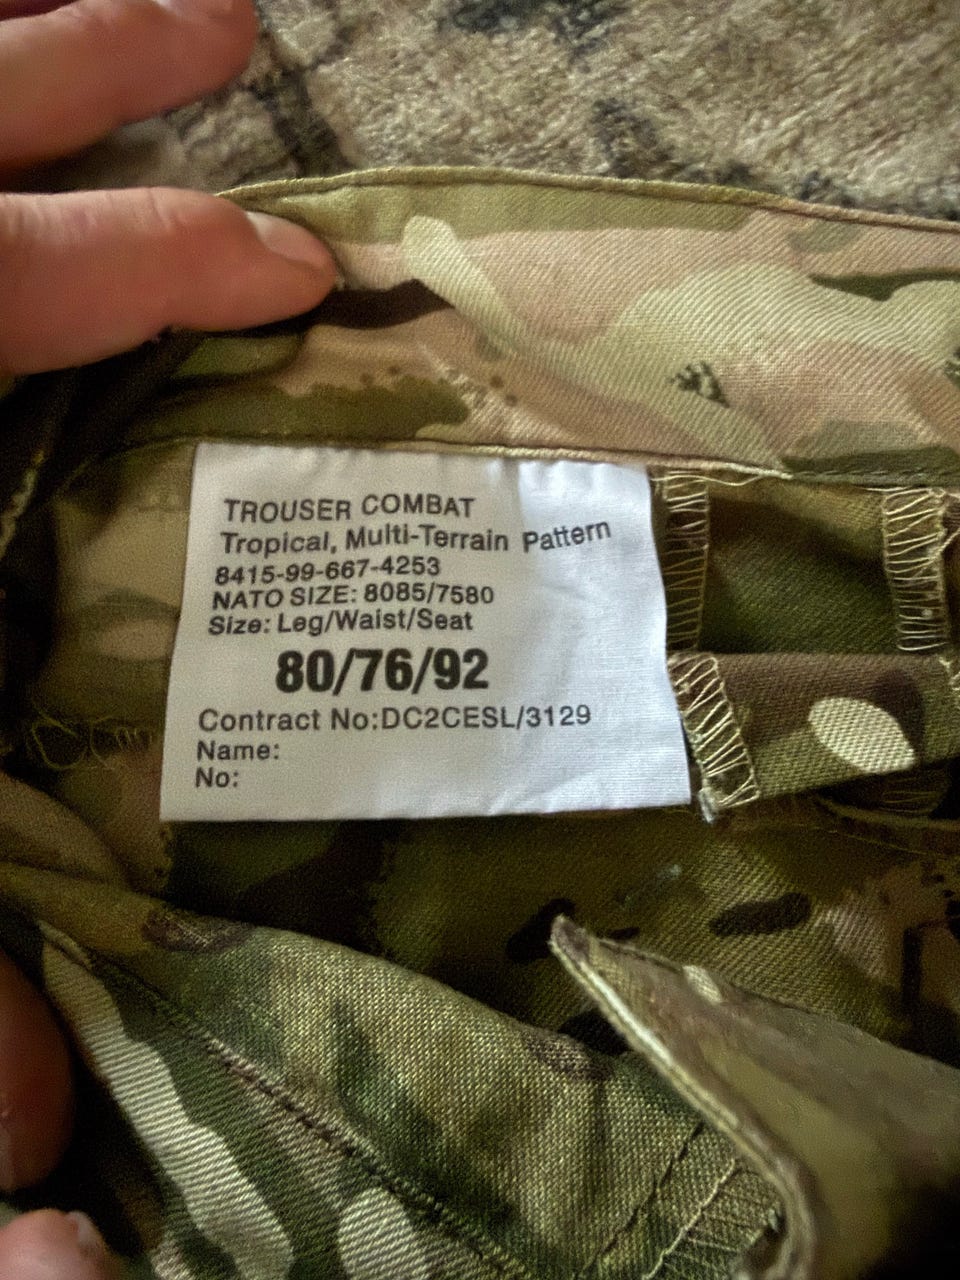 TROUSER COMBAT
Tropical, Multi-Terrain Pattern
8415-99-667-4253
NATO SIZE: 8085/7580
Size: Leg/Waist/Seat
80/76/92
Contract No:DC2CESL/3129
Name:
No: